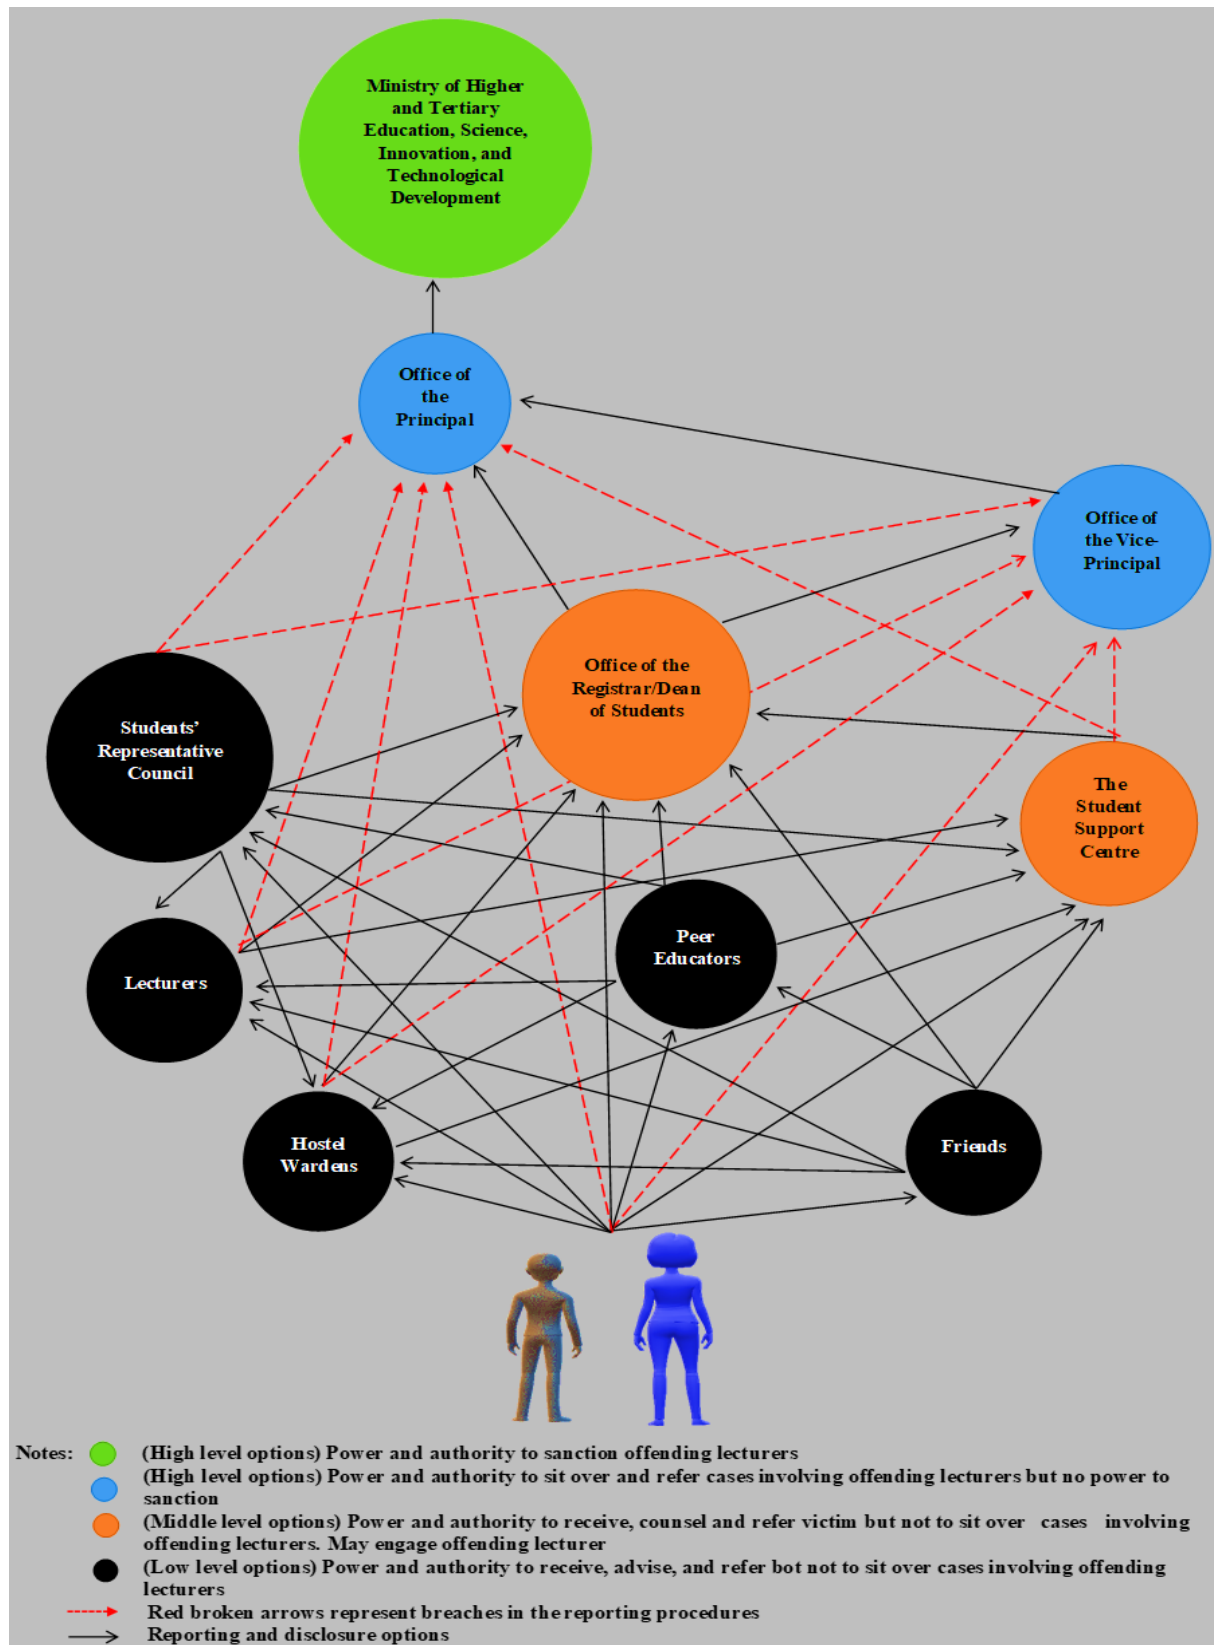 Ministry of Higher
and Tertiary
Education, Science,
Innovation, and
Technological
Development
Office of
the
Principal
Office of
the Vice-
Principal
Office of the
Registrar/Dean
of Students
Students’
Representative
Council
The
Student
Support
Centre
Peer
Educators
Lecturers
Hostel
Wardens
Friends
Notes:
(High level options) Power and authority to sanction offending lecturers
(High level options) Power and authority to sit over and refer cases involving offending lecturers but no power to
sanction
(Middle level options) Power and authority to receive, counsel and refer victim but not to sit over cases involving
offending lecturers. May engage offending lecturer
(Low level options) Power and authority to receive, advise, and refer bot not to sit over cases involving offending
lecturers
Red broken arrows represent breaches in the reporting procedures
Reporting and disclosure options